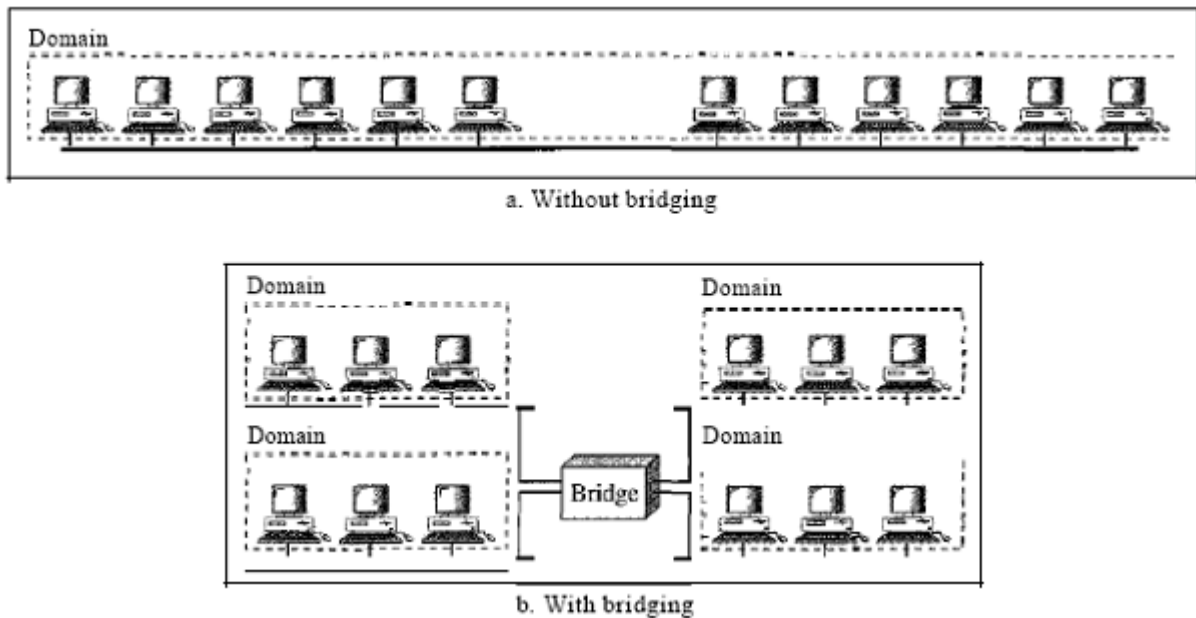 Domain
a. Without bridging
Domain
Domain
Domain
Domain
Bridge
b. With bridging